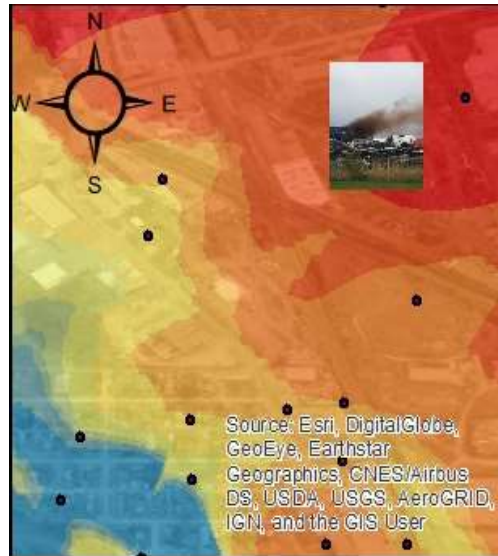 N
W
E
S
Source: Esri, DigitalGlobe,
GeoEye, Earthstar
Geographics, CNES/Airbus
DS, USDA, USGS, AeroGRID,
IGN, and the GIS User